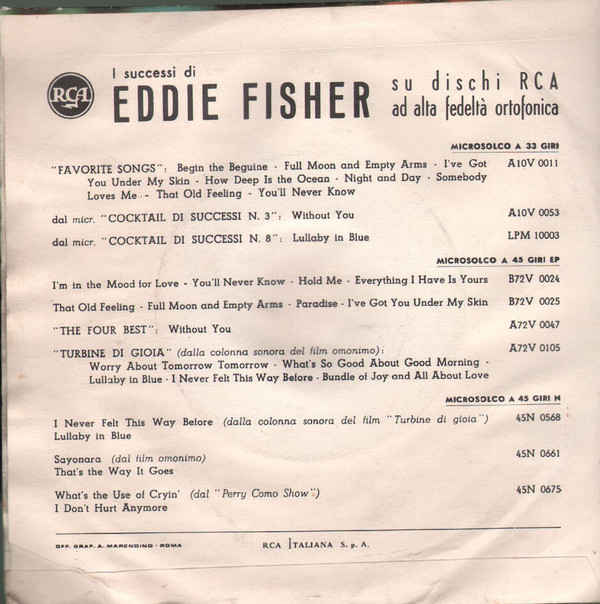 RCA
I successi di
EDDIE FISHER
su dischi RCA
ad alta fedeltà ortofonica
MICROSOLCO A 33 GIRI
"FAVORITE SONGS": Begin the Beguine - Full Moon and Empty Arms - I've Got A10V 0011
You Under My Skin - How Deep Is the Ocean - Night and Day - Somebody
Loves Me - That Old Feeling - You'll Never Know
dal micr. "COCKTAIL DI SUCCESSI N. 3": Without You A10V 0053
dal micr. "COCKTAIL DI SUCCESSI N. 8": Lullaby in Blue LPM 10003
MICROSOLCO A 45 GIRI EP
I'm in the Mood for Love - You'll Never Know - Hold Me - Everything I Have Is Yours B72V 0024
That Old Feeling - Full Moon and Empty Arms - Paradise - I've Got You Under My Skin B72V 0025
"THE FOUR BEST": Without You A72V 0047
"TURBINE DI GIOIA" (dalla colonna sonora del film omonimo): A72V 0105
Worry About Tomorrow Tomorrow - What's So Good About Good Morning -
Lullaby in Blue - I Never Felt This Way Before - Bundle of Joy and All About Love
MICROSOLCO A 45 GIRI N
I Never Felt This Way Before (dalla colonna sonora del film "Turbine di gioia") 45N 0568
Lullaby in Blue
Sayonara (dal film omonimo) 45N 0661
That's the Way It Goes
What's the Use of Cryin' (dal "Perry Como Show") 45N 0675
I Don't Hurt Anymore
OFF. GRAF. A. MARENDINO - ROMA
RCA ITALIANA S. p. A.